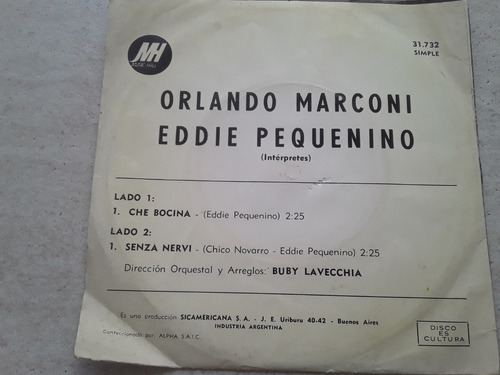 MH
MUSIC HALL
31.732
SIMPLE
ORLANDO MARCONI
EDDIE PEQUENINO
(Intérpretes)
LADO 1:
1. CHE BOCINA - (Eddie Pequenino) 2:25
LADO 2:
1. SENZA NERVI - (Chico Novarro - Eddie Pequenino) 2:25
Dirección Orquestal y Arreglos: BUBY LAVECCHIA
Es una producción SICAMERICANA S.A. - J. E. Uriburu 40-42 - Buenos Aires
INDUSTRIA ARGENTINA
Confeccionado por ALPHA S.A.I.C.
DISCO
ES
CULTURA